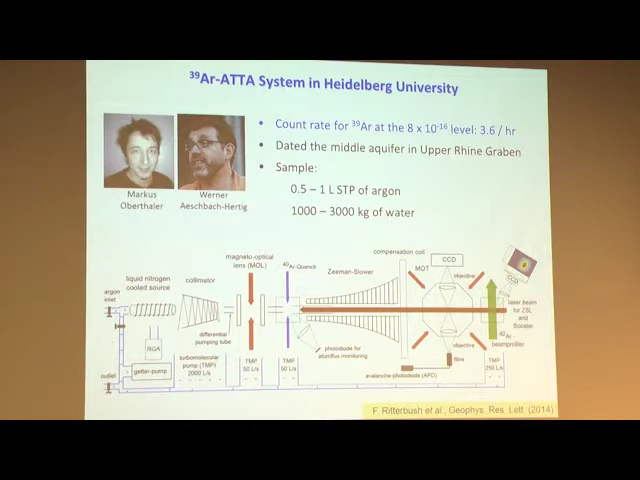 ³⁹Ar-ATTA System in Heidelberg University
• Count rate for ³⁹Ar at the 8 x 10⁻¹⁶ level: 3.6 / hr
• Dated the middle aquifer in Upper Rhine Graben
• Sample:
0.5 – 1 L STP of argon
1000 – 3000 kg of water
Markus
Oberthaler
Werner
Aeschbach-Hertig
argon
inlet
liquid nitrogen
cooled source
collimator
magneto-optical
lens (MOL)
⁴⁰Ar-Quench
Zeeman-Slower
compensation coil
MOT
CCD
objective
CCD
laser beam
for ZSL
and
Booster
⁴⁰Ar
beamprofiler
differential
pumping tube
photodiode for
atomflux monitoring
objective
RGA
getter-pump
outlet
turbomolecular
pump (TMP)
2000 L/s
TMP
50 L/s
TMP
50 L/s
avalanche-photodiode (APD)
fibre
TMP
250 L/s
F. Ritterbush et al., Geophys. Res. Lett. (2014)